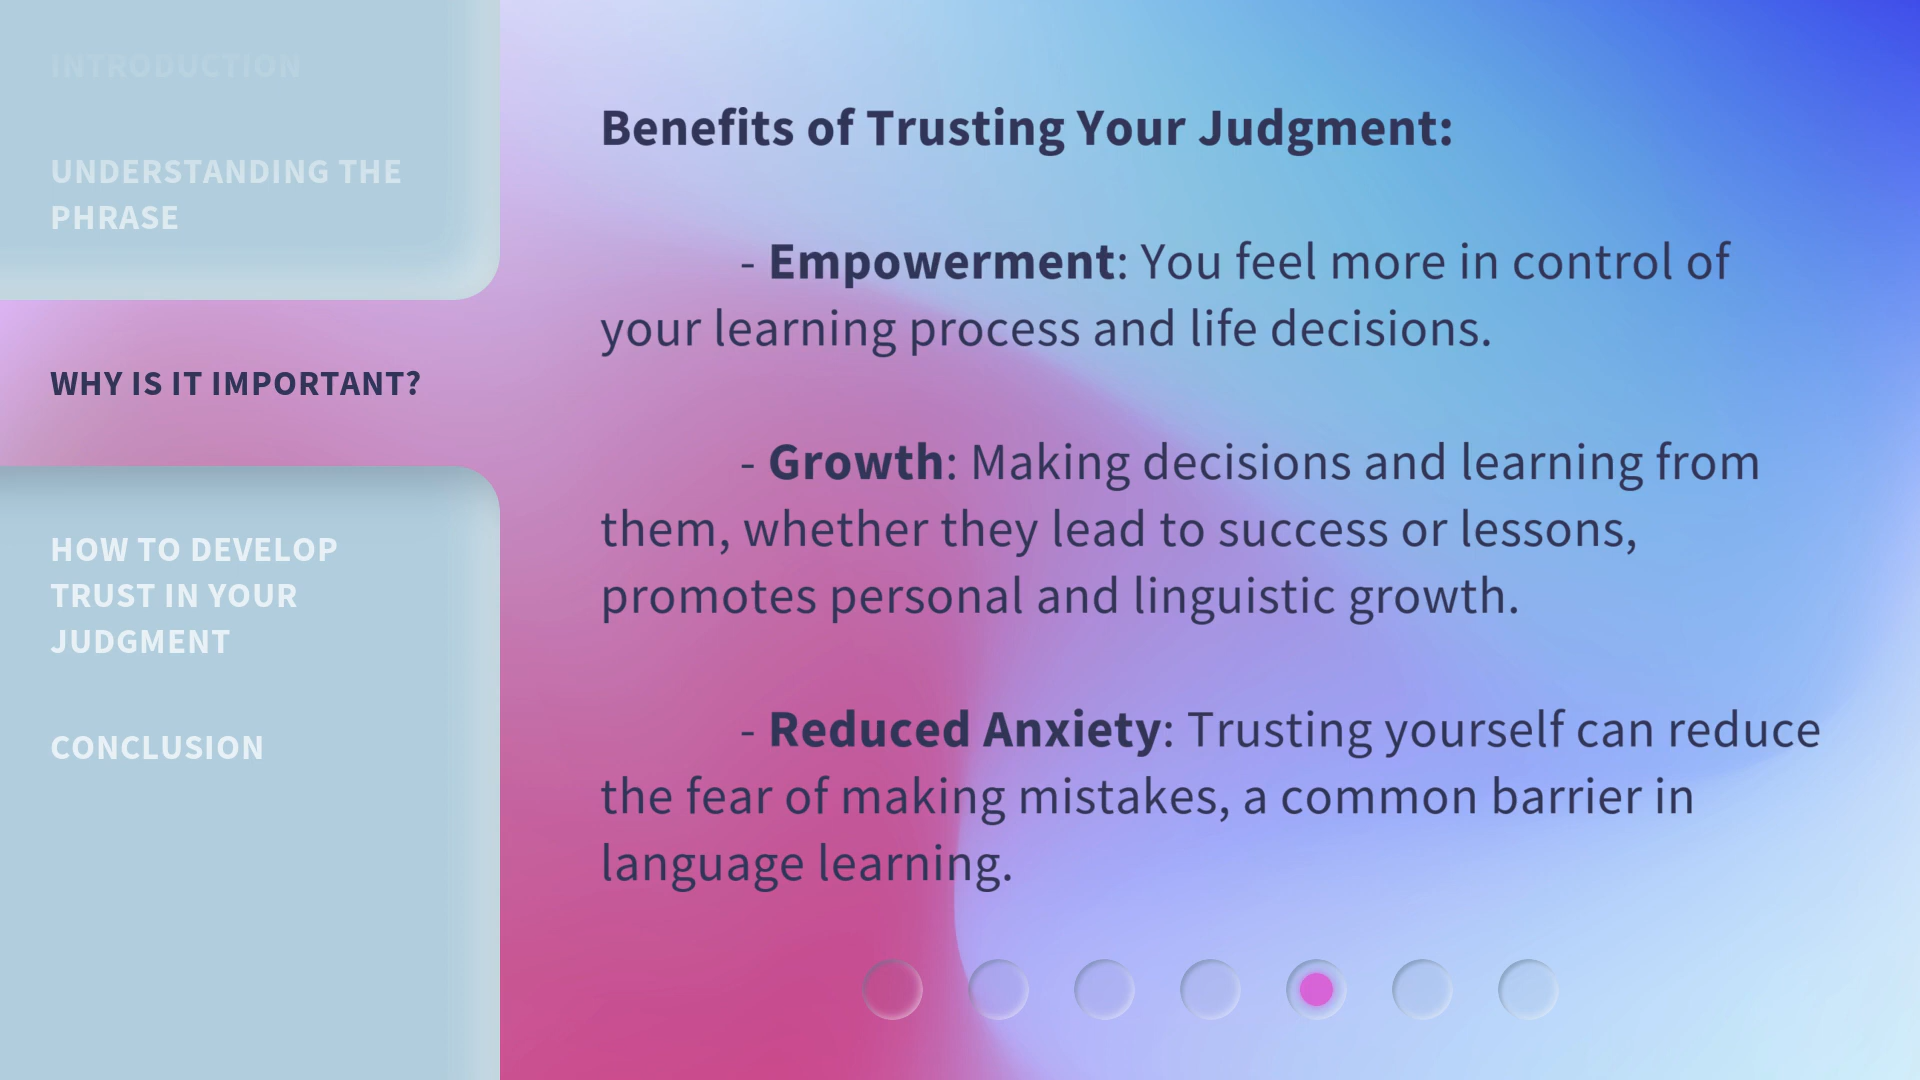 INTRODUCTION
UNDERSTANDING THE
PHRASE
WHY IS IT IMPORTANT?
HOW TO DEVELOP
TRUST IN YOUR
JUDGMENT
CONCLUSION
Benefits of Trusting Your Judgment:
- Empowerment: You feel more in control of
your learning process and life decisions.
- Growth: Making decisions and learning from
them, whether they lead to success or lessons,
promotes personal and linguistic growth.
- Reduced Anxiety: Trusting yourself can reduce
the fear of making mistakes, a common barrier in
language learning.